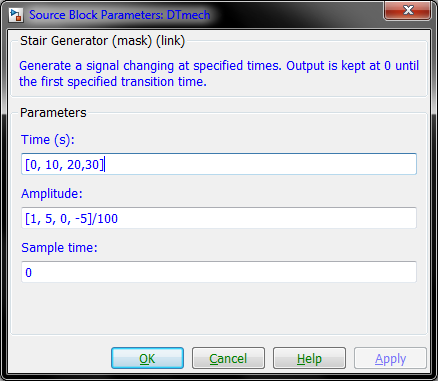 Source Block Parameters: DTmech
Stair Generator (mask) (link)
Generate a signal changing at specified times. Output is kept at 0 until
the first specified transition time.
Parameters
Time (s):
[0, 10, 20,30]
Amplitude:
[1, 5, 0, -5]/100
Sample time:
0
OK Cancel Help Apply